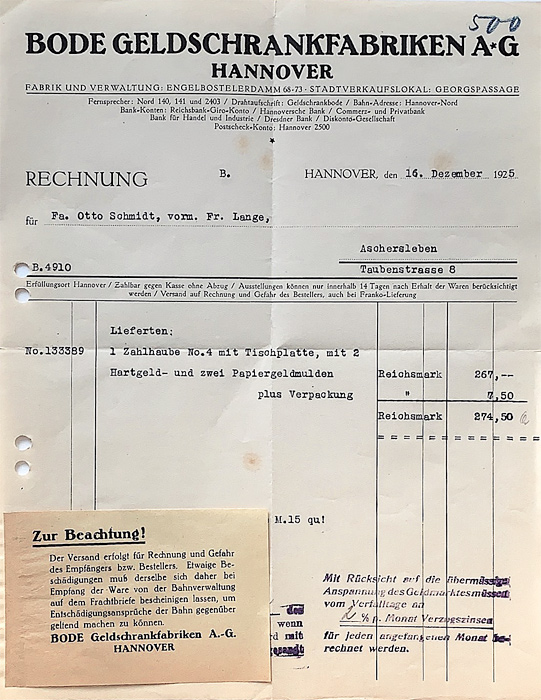 500
BODE GELDSCHRANKFABRIKEN A*G
HANNOVER
FABRIK UND VERWALTUNG: ENGELBOSTELERDAMM 68-73 · STADTVERKAUFSLOKAL: GEORGSPASSAGE
Fernsprecher: Nord 140, 141 und 2403 / Drahtaufschrift: Geldschrankbode / Bahn-Adresse: Hannover-Nord
Bank-Konten: Reichsbank-Giro-Konto / Hannoversche Bank / Commerz- und Privatbank
Bank für Handel und Industrie / Dresdner Bank / Diskonto-Gesellschaft
Postscheck-Konto: Hannover 2500
RECHNUNG B. HANNOVER, den 16. Dezember 1925
für Fa. Otto Schmidt, vorm. Fr. Lange,
Aschersleben
B.4910 Taubenstrasse 8
Erfüllungsort Hannover / Zahlbar gegen Kasse ohne Abzug / Ausstellungen können nur innerhalb 14 Tagen nach Erhalt der Waren berücksichtigt
werden / Versand auf Rechnung und Gefahr des Bestellers, auch bei Franko-Lieferung
Lieferten:
No.133389 1 Zahlhaube No.4 mit Tischplatte, mit 2
Hartgeld- und zwei Papiergeldmulden Reichsmark 267,--
plus Verpackung " 7,50
Reichsmark 274,50
M.15 qu!
Zur Beachtung!
Der Versand erfolgt für Rechnung und Gefahr
des Empfängers bzw. Bestellers. Etwaige Be-
schädigungen muß derselbe sich daher bei
Empfang der Ware von der Bahnverwaltung
auf dem Frachtbriefe bescheinigen lassen, um
Entschädigungsansprüche der Bahn gegenüber
geltend machen zu können.
BODE Geldschrankfabriken A.-G.
HANNOVER
des
wenn
d mit
gesandt
Mit Rücksicht auf die übermässige
Anspannung des Geldmarktes müssen
vom Verfalltage an
% p. Monat Verzugszinsen
für jeden angefangenen Monat be-
rechnet werden.